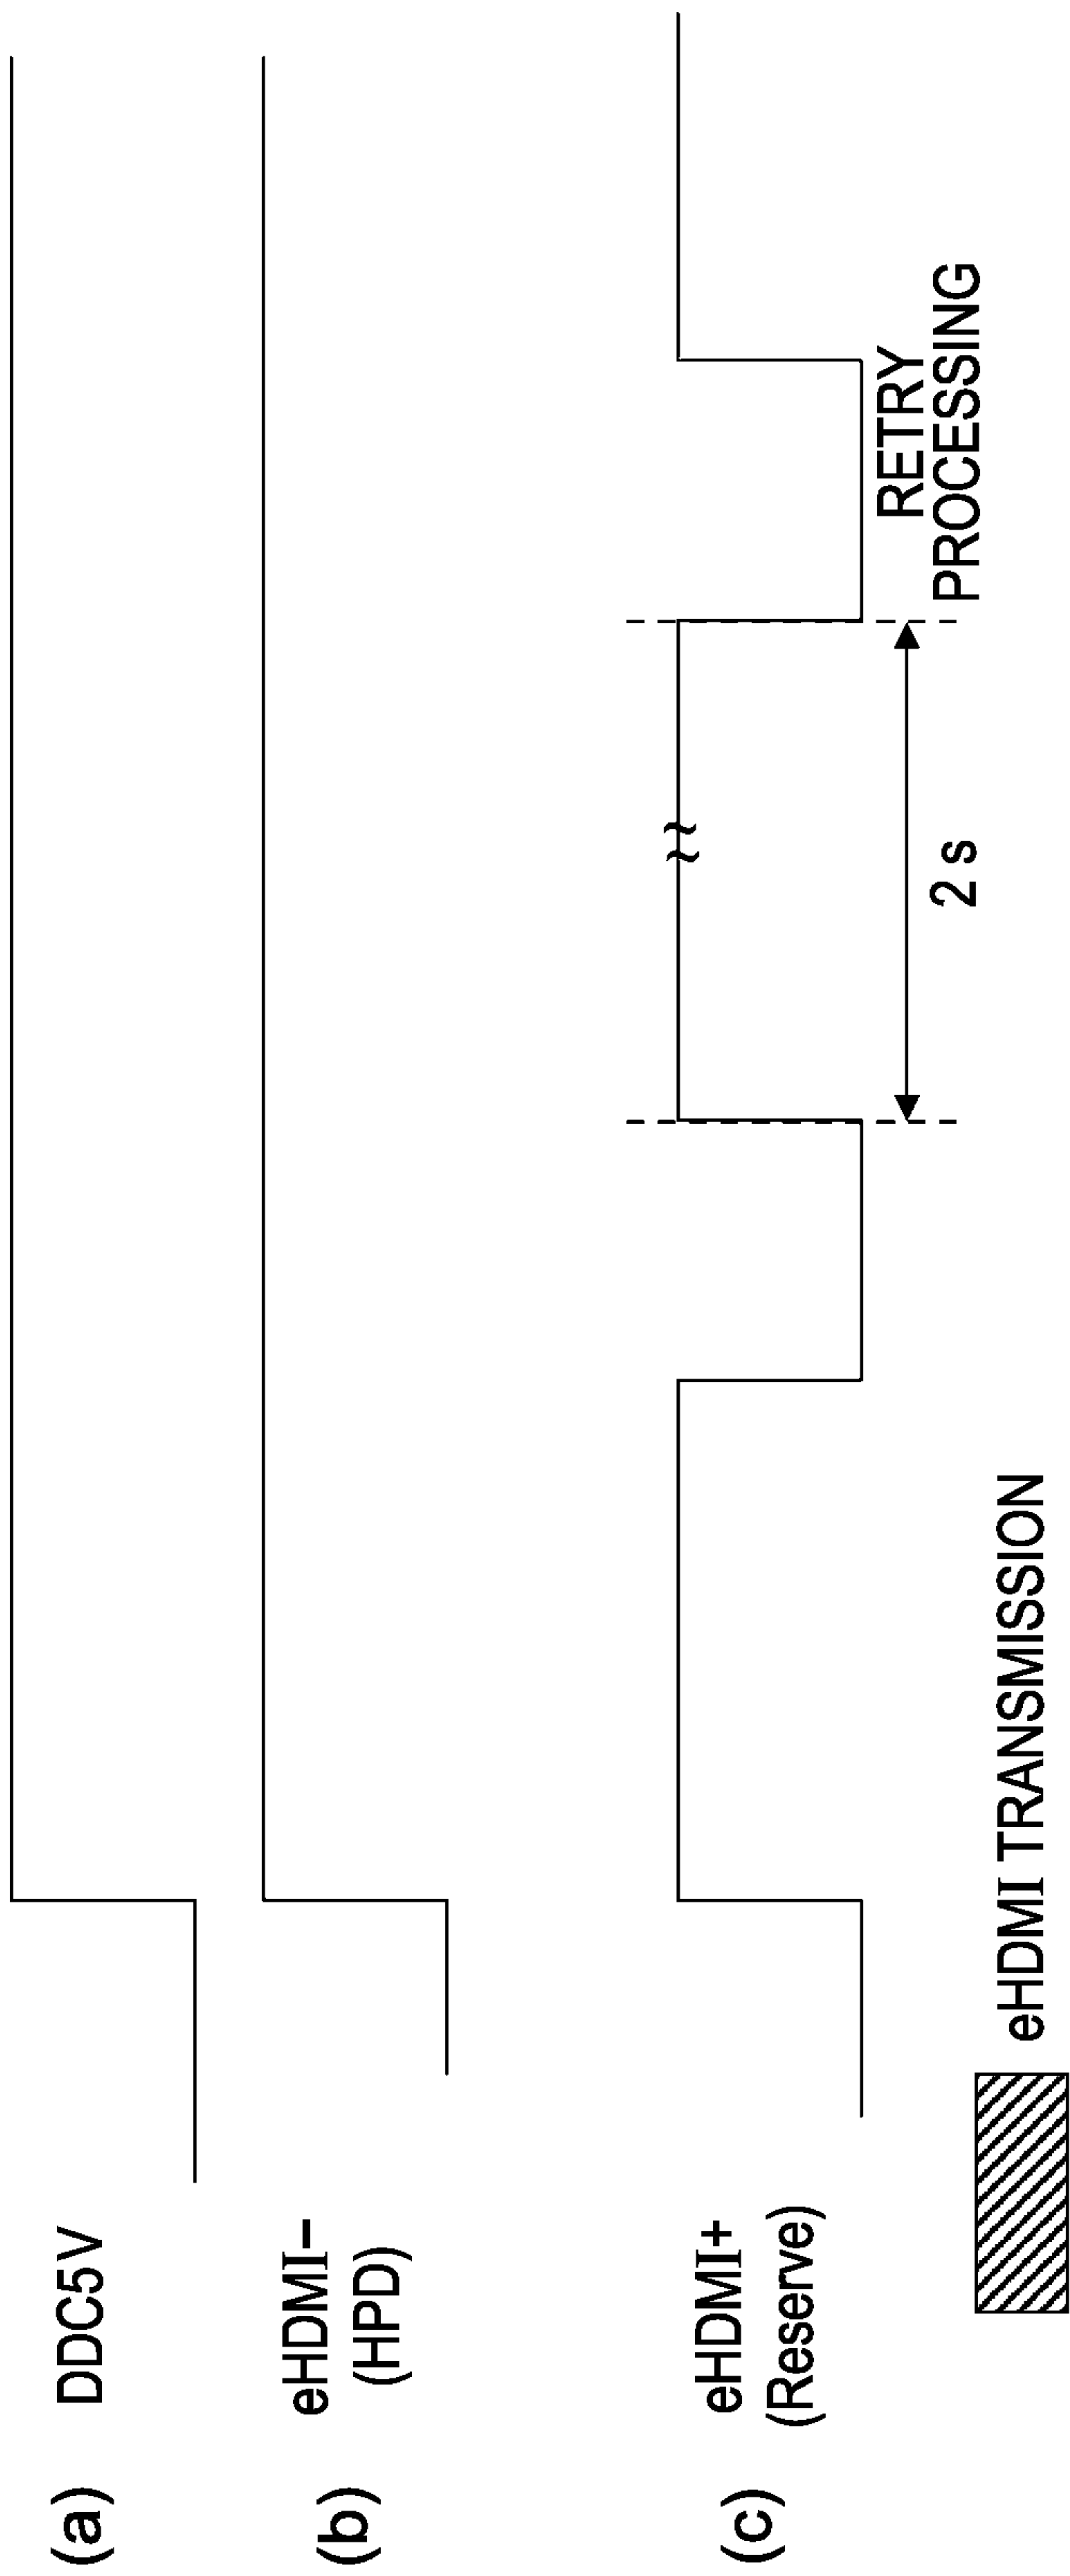 (a) DDC5V
(b) eHDMI−
(HPD)
(c) eHDMI+
(Reserve)
2 s
RETRY
PROCESSING
eHDMI TRANSMISSION